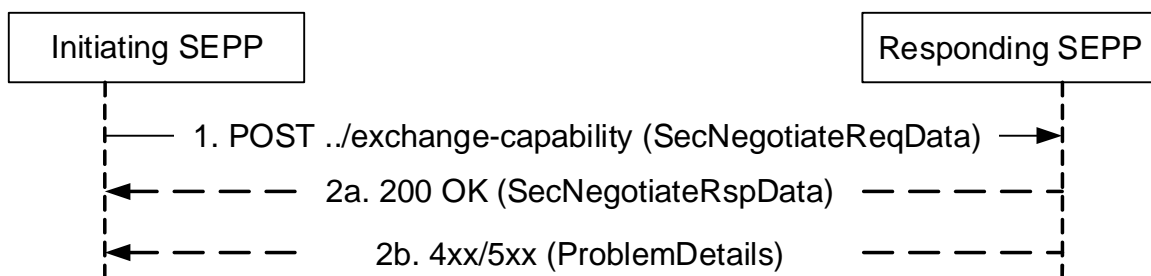 Initiating SEPP
Responding SEPP
1. POST ../exchange-capability (SecNegotiateReqData)
2a. 200 OK (SecNegotiateRspData)
2b. 4xx/5xx (ProblemDetails)